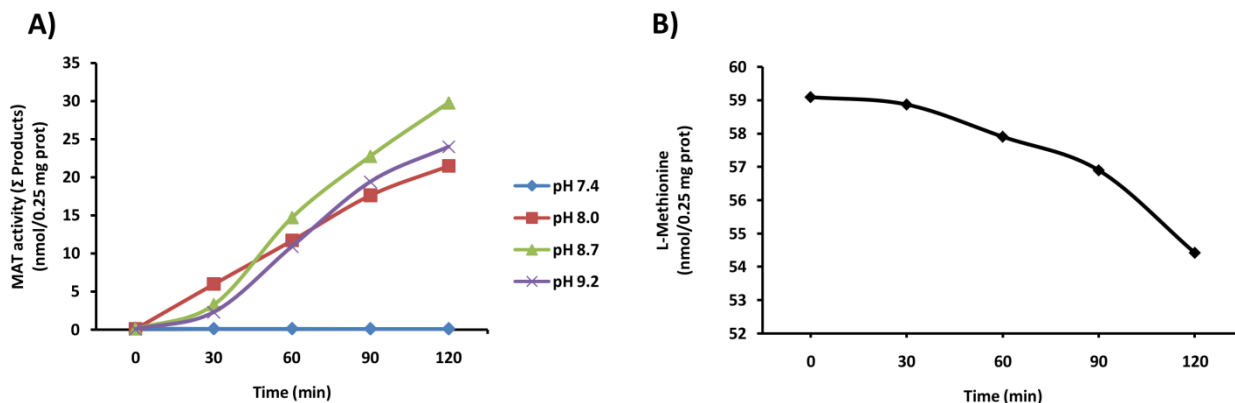 A)
MAT activity (Σ Products)
(nmol/0.25 mg prot)
35
30
25
20
15
10
5
0
0 30 60 90 120
Time (min)
pH 7.4
pH 8.0
pH 8.7
pH 9.2
B)
L-Methionine
(nmol/0.25 mg prot)
60
59
58
57
56
55
54
53
52
0 30 60 90 120
Time (min)